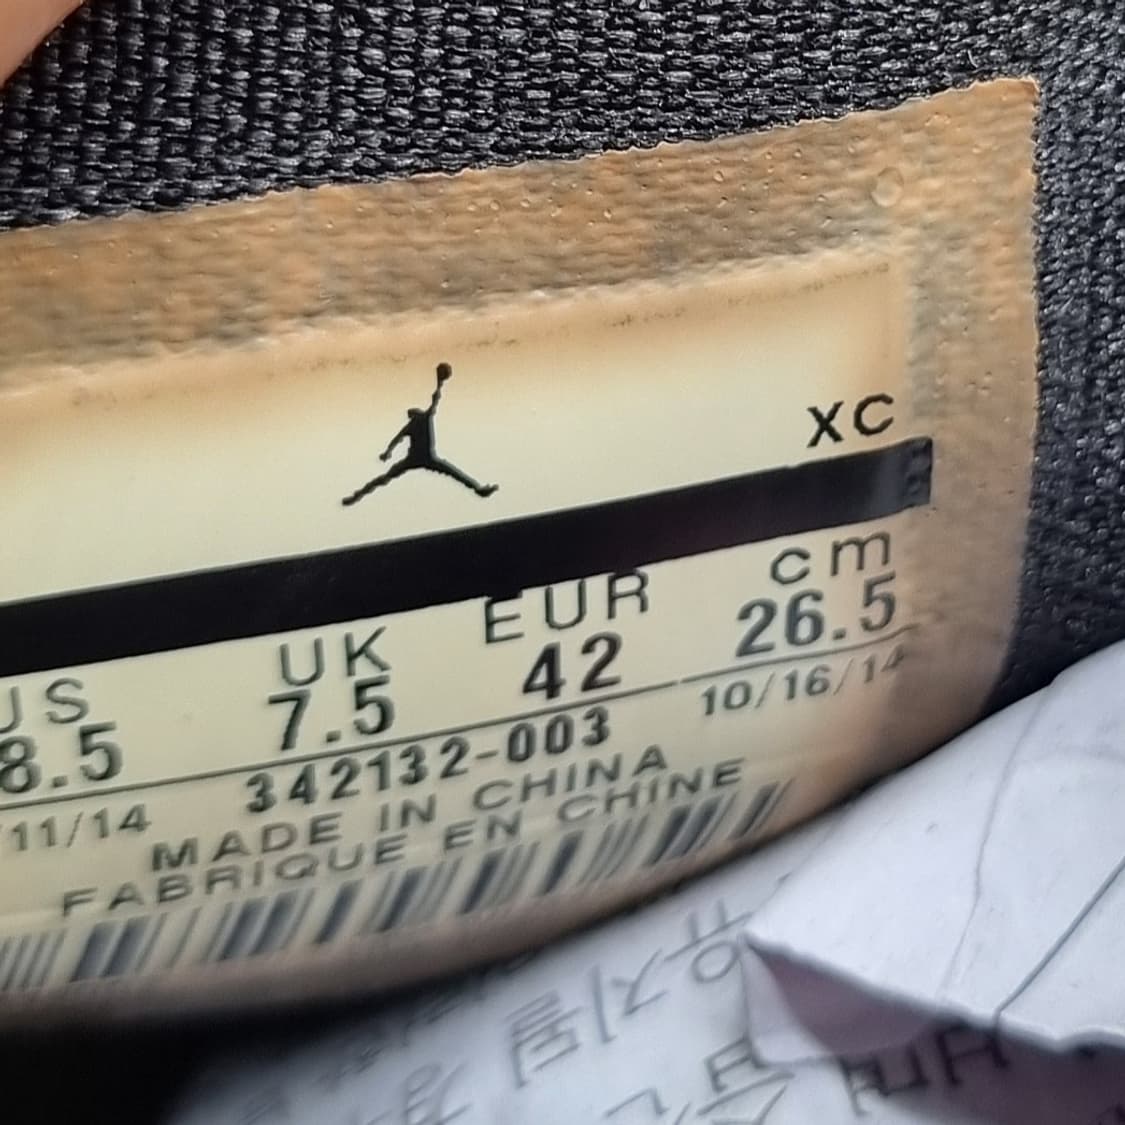 XC
US UK EUR cm
8.5 7.5 42 26.5
11/14 342132-003 10/16/14
MADE IN CHINA
FABRIQUE EN CHINE